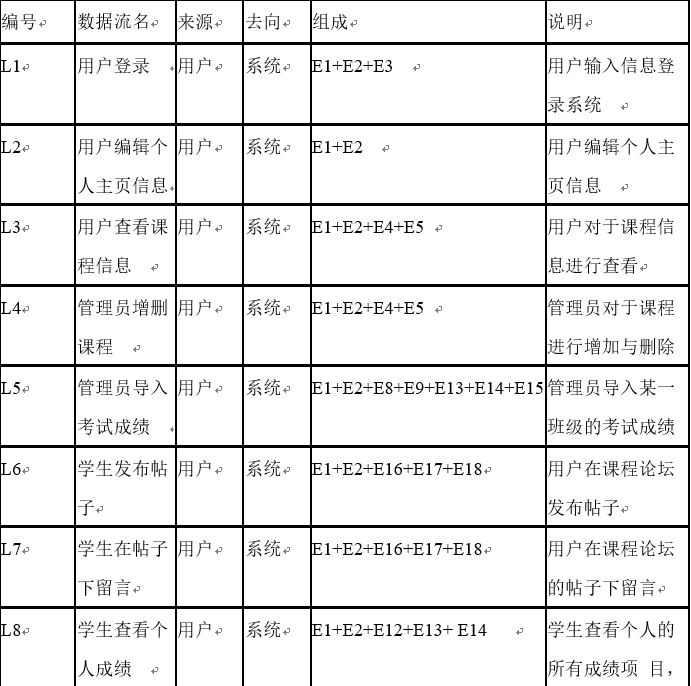 编号 数据流名 来源 去向 组成 说明
L1 用户登录 用户 系统 E1+E2+E3 用户输入信息登
录系统
L2 用户编辑个 用户 系统 E1+E2 用户编辑个人主
人主页信息 页信息
L3 用户查看课 用户 系统 E1+E2+E4+E5 用户对于课程信
程信息 息进行查看
L4 管理员增删 用户 系统 E1+E2+E4+E5 管理员对于课程
课程 进行增加与删除
L5 管理员导入 用户 系统 E1+E2+E8+E9+E13+E14+E15 管理员导入某一
考试成绩 班级的考试成绩
L6 学生发布帖 用户 系统 E1+E2+E16+E17+E18 用户在课程论坛
子 发布帖子
L7 学生在帖子 用户 系统 E1+E2+E16+E17+E18 用户在课程论坛
下留言 的帖子下留言
L8 学生查看个 用户 系统 E1+E2+E12+E13+ E14 学生查看个人的
人成绩 所有成绩项 目，